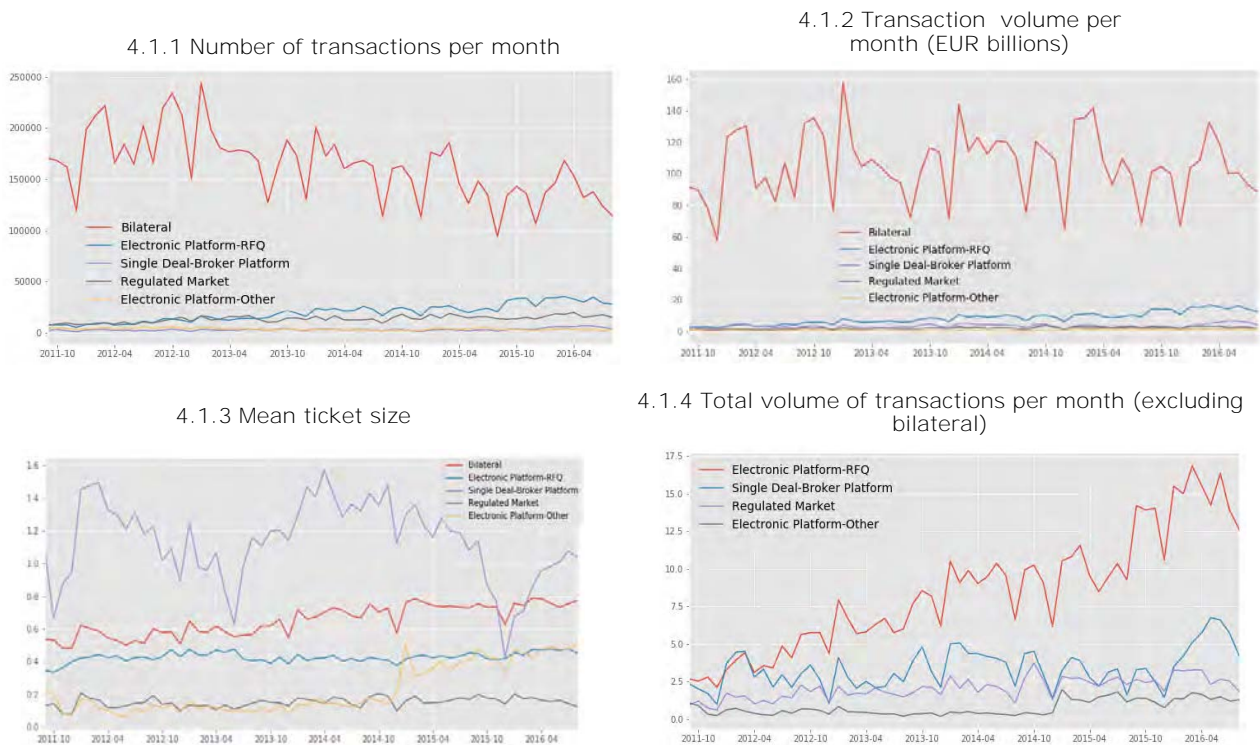 4.1.1 Number of transactions per month
250000
200000
150000
100000
50000
0
Bilateral
Electronic Platform-RFQ
Single Deal-Broker Platform
Regulated Market
Electronic Platform-Other
2011-10 2012-04 2012-10 2013-04 2013-10 2014-04 2014-10 2015-04 2015-10 2016-04
4.1.2 Transaction volume per
month (EUR billions)
160
140
120
100
80
60
40
20
0
Bilateral
Electronic Platform-RFQ
Single Deal-Broker Platform
Regulated Market
Electronic Platform-Other
2011-10 2012-04 2012-10 2013-04 2013-10 2014-04 2014-10 2015-04 2015-10 2016-04
4.1.3 Mean ticket size
1.6
1.4
1.2
1.0
0.8
0.6
0.4
0.2
0.0
Bilateral
Electronic Platform-RFQ
Single Deal-Broker Platform
Regulated Market
Electronic Platform-Other
2011-10 2012-04 2012-10 2013-04 2013-10 2014-04 2014-10 2015-04 2015-10 2016-04
4.1.4 Total volume of transactions per month (excluding
bilateral)
17.5
15.0
12.5
10.0
7.5
5.0
2.5
0.0
Electronic Platform-RFQ
Single Deal-Broker Platform
Regulated Market
Electronic Platform-Other
2011-10 2012-04 2012-10 2013-04 2013-10 2014-04 2014-10 2015-04 2015-10 2016-04